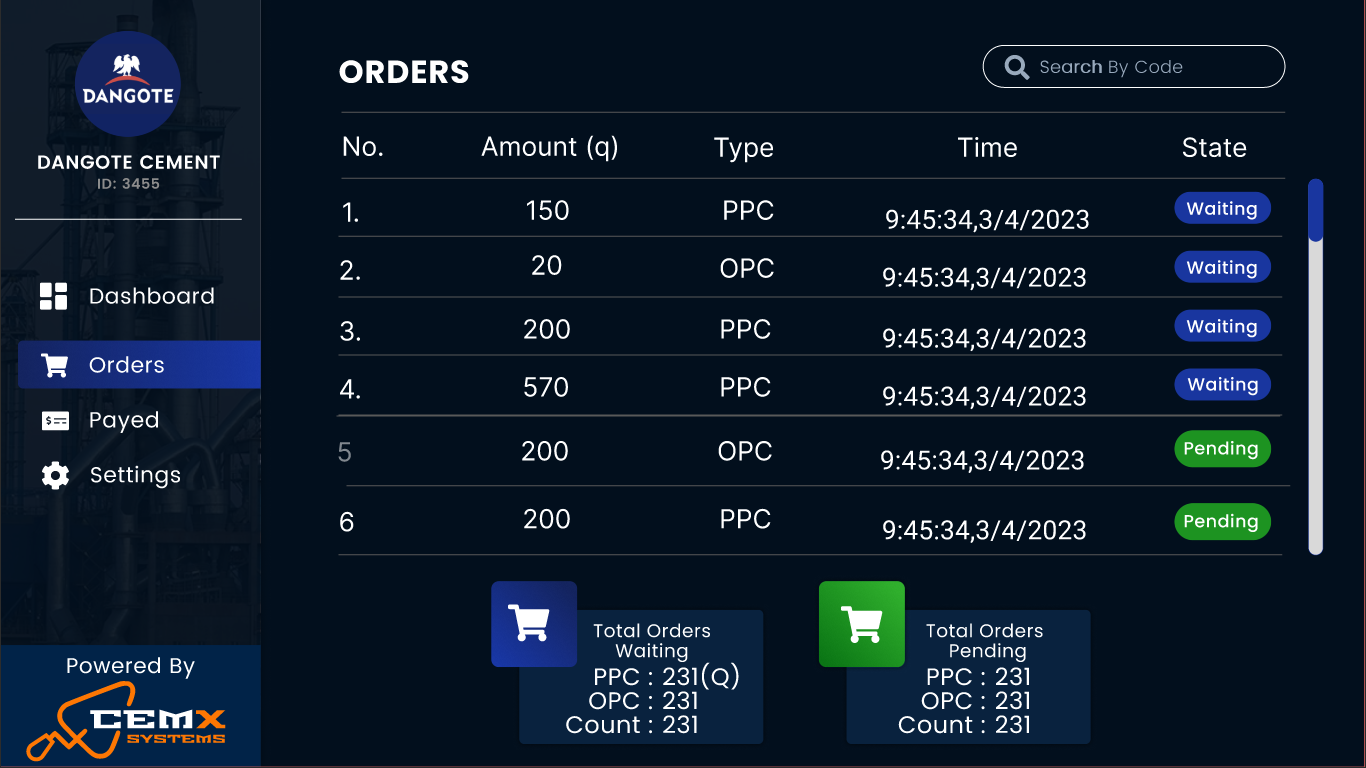 DANGOTE
DANGOTE CEMENT
ID: 3455
Dashboard
Orders
Payed
Settings
Powered By
CEMX
SYSTEMS
ORDERS
Search By Code
No. Amount (q) Type Time State
1. 150 PPC 9:45:34,3/4/2023 Waiting
2. 20 OPC 9:45:34,3/4/2023 Waiting
3. 200 PPC 9:45:34,3/4/2023 Waiting
4. 570 PPC 9:45:34,3/4/2023 Waiting
5 200 OPC 9:45:34,3/4/2023 Pending
6 200 PPC 9:45:34,3/4/2023 Pending
Total Orders
Waiting
PPC : 231(Q)
OPC : 231
Count : 231
Total Orders
Pending
PPC : 231
OPC : 231
Count : 231